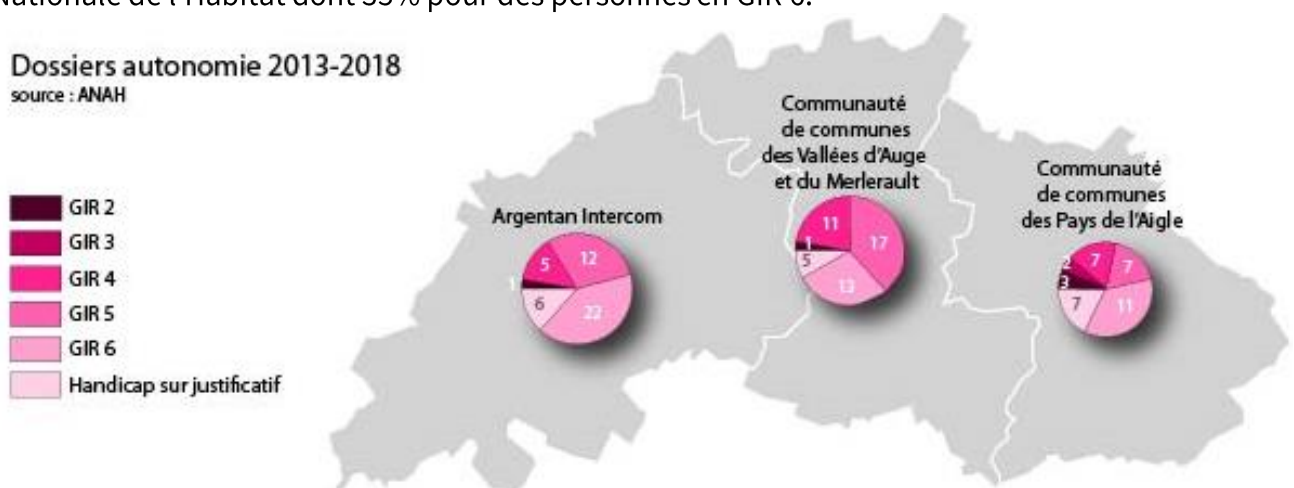 Nationale de l'Habitat dont 35% pour des personnes en GIR 6.
Dossiers autonomie 2013-2018
source : ANAH
GIR 2
GIR 3
GIR 4
GIR 5
GIR 6
Handicap sur justificatif
Argentan Intercom
1
5
12
22
6
Communauté
de communes
des Vallées d'Auge
et du Merlerault
11
17
1
5
13
Communauté
de communes
des Pays de l'Aigle
2
7
7
3
7
11